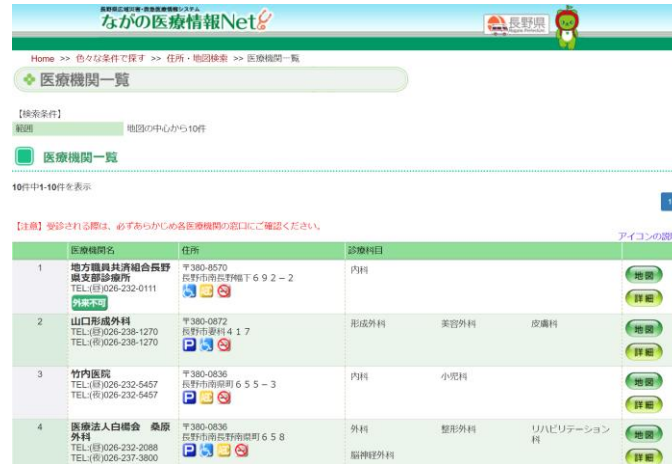 長野県広域災害・救急医療情報システム
ながの医療情報Net
長野県
Home >> 色々な条件で探す >> 住所・地図検索 >> 医療機関一覧
医療機関一覧
【検索条件】
範囲 地図の中心から10件
医療機関一覧
10件中1-10件を表示
1
【注意】受診される際は、必ずあらかじめ各医療機関の窓口にご確認ください。
アイコンの説
医療機関名 住所 診療科目
1 地方職員共済組合長野県支部診療所 〒380-8570 内科 地図
長野市南長野幅下692-2
TEL:(昼)026-232-0111
外来不可 詳細
2 山口形成外科 〒380-0872 形成外科 美容外科 皮膚科 地図
TEL:(昼)026-238-1270 長野市妻科417
TEL:(夜)026-238-1270 P 詳細
3 竹内医院 〒380-0836 内科 小児科 地図
TEL:(昼)026-232-5457 長野市南県町655-3
TEL:(夜)026-232-5457 P 詳細
4 医療法人白楊会 桑原外科 〒380-0836 外科 整形外科 リハビリテーション科 地図
長野市南長野南県町658
TEL:(昼)026-232-2088 P 脳神経外科
TEL:(夜)026-237-3800 詳細